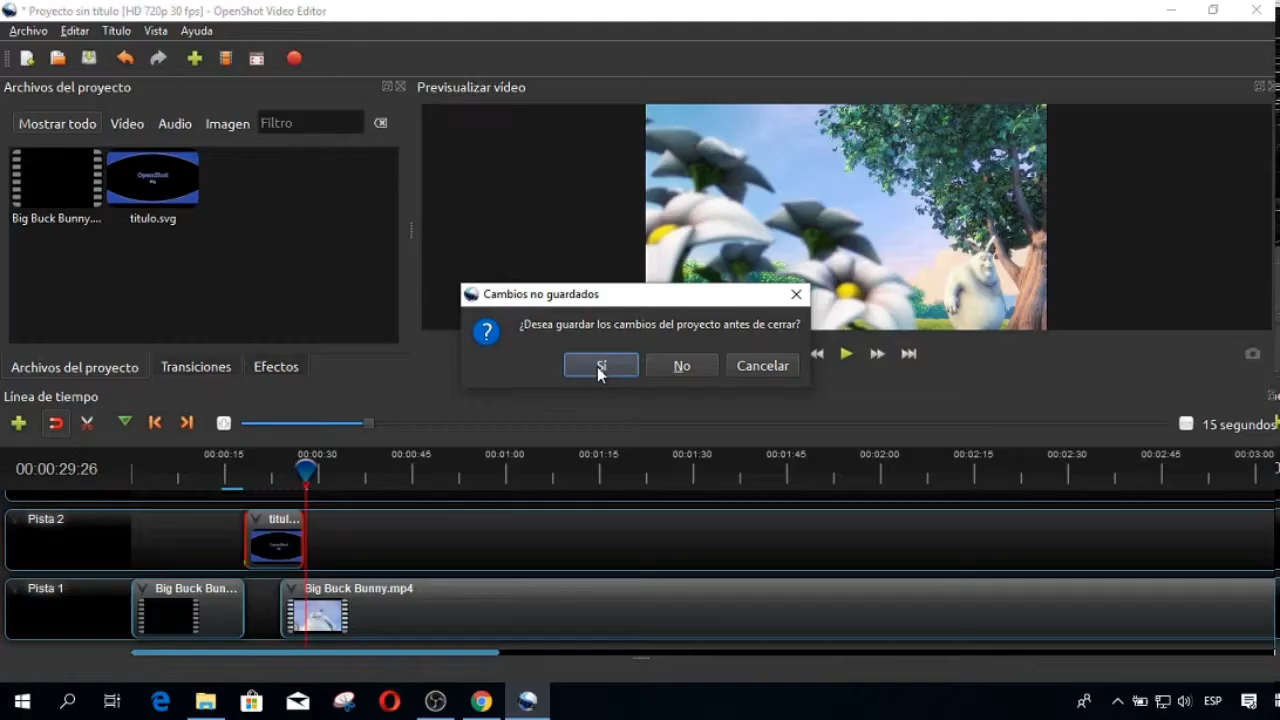 * Proyecto sin título [HD 720p 30 fps] - OpenShot Video Editor
Archivo Editar Título Vista Ayuda
Archivos del proyecto
Previsualizar vídeo
Mostrar todo Vídeo Audio Imagen Filtro
OpenShot
Big Buck Bunny....
titulo.svg
Cambios no guardados
¿Desea guardar los cambios del proyecto antes de cerrar?
Sí No Cancelar
Archivos del proyecto Transiciones Efectos
Línea de tiempo
15 segundos
00:00:29:26
00:00:15 00:00:30 00:00:45 00:01:00 00:01:15 00:01:30 00:01:45 00:02:00 00:02:15 00:02:30 00:02:45 00:03:00
Pista 2
titul...
Pista 1
Big Buck Bun...
Big Buck Bunny.mp4
ESP